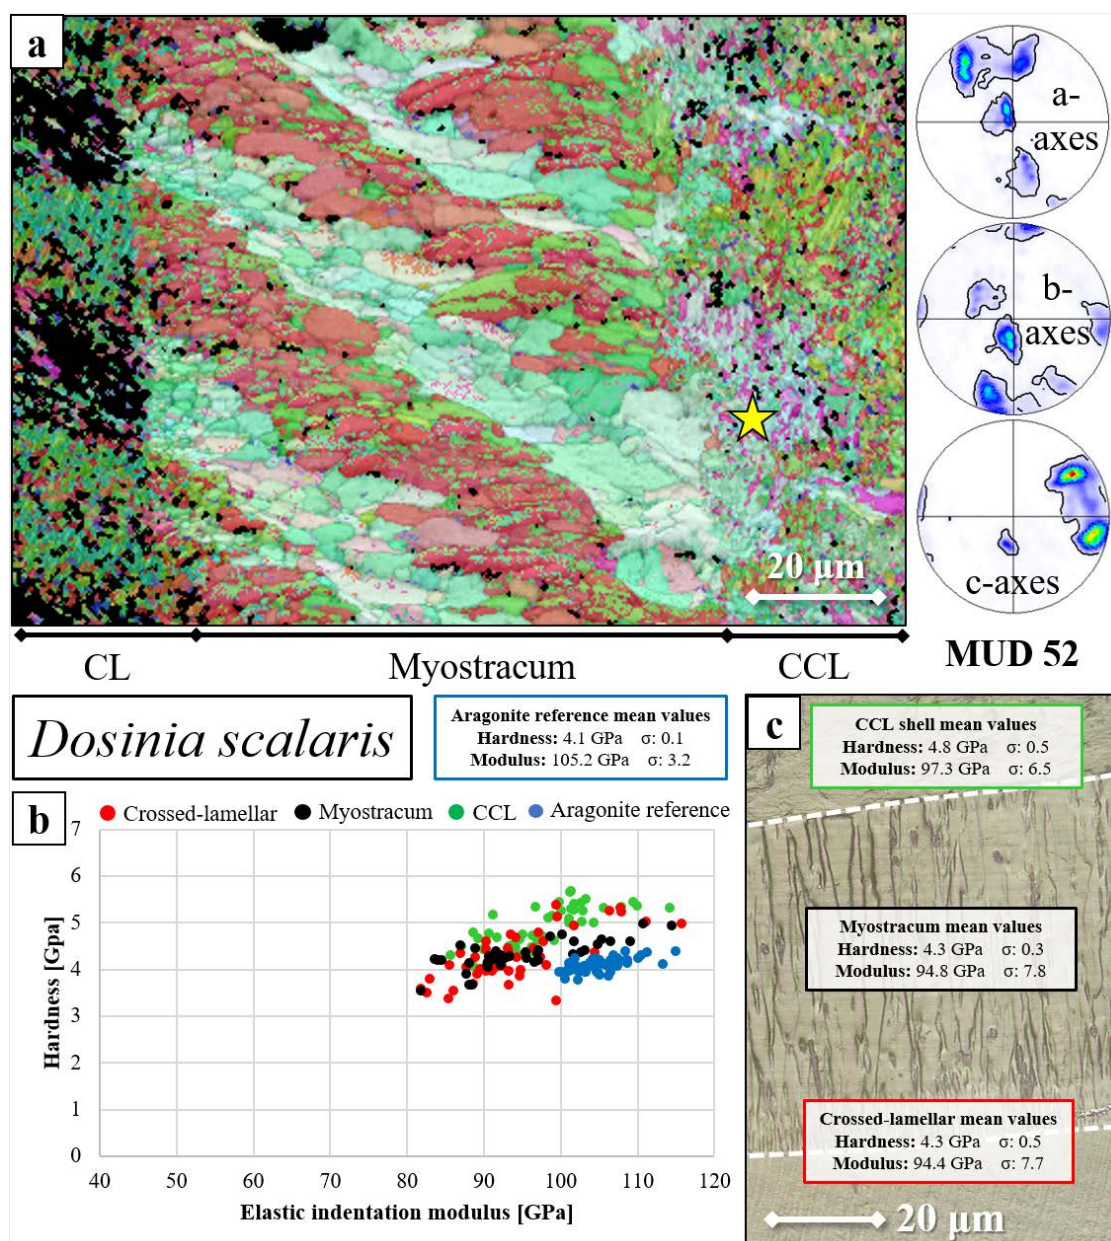 a
a-
axes
b-
axes
c-axes
20 µm
CL
Myostracum
CCL
MUD 52
Dosinia scalaris
Aragonite reference mean values
Hardness: 4.1 GPa σ: 0.1
Modulus: 105.2 GPa σ: 3.2
b
Crossed-lamellar
Myostracum
CCL
Aragonite reference
Hardness [Gpa]
7
6
5
4
3
2
1
0
40 50 60 70 80 90 100 110 120
Elastic indentation modulus [GPa]
c
CCL shell mean values
Hardness: 4.8 GPa σ: 0.5
Modulus: 97.3 GPa σ: 6.5
Myostracum mean values
Hardness: 4.3 GPa σ: 0.3
Modulus: 94.8 GPa σ: 7.8
Crossed-lamellar mean values
Hardness: 4.3 GPa σ: 0.5
Modulus: 94.4 GPa σ: 7.7
20 µm